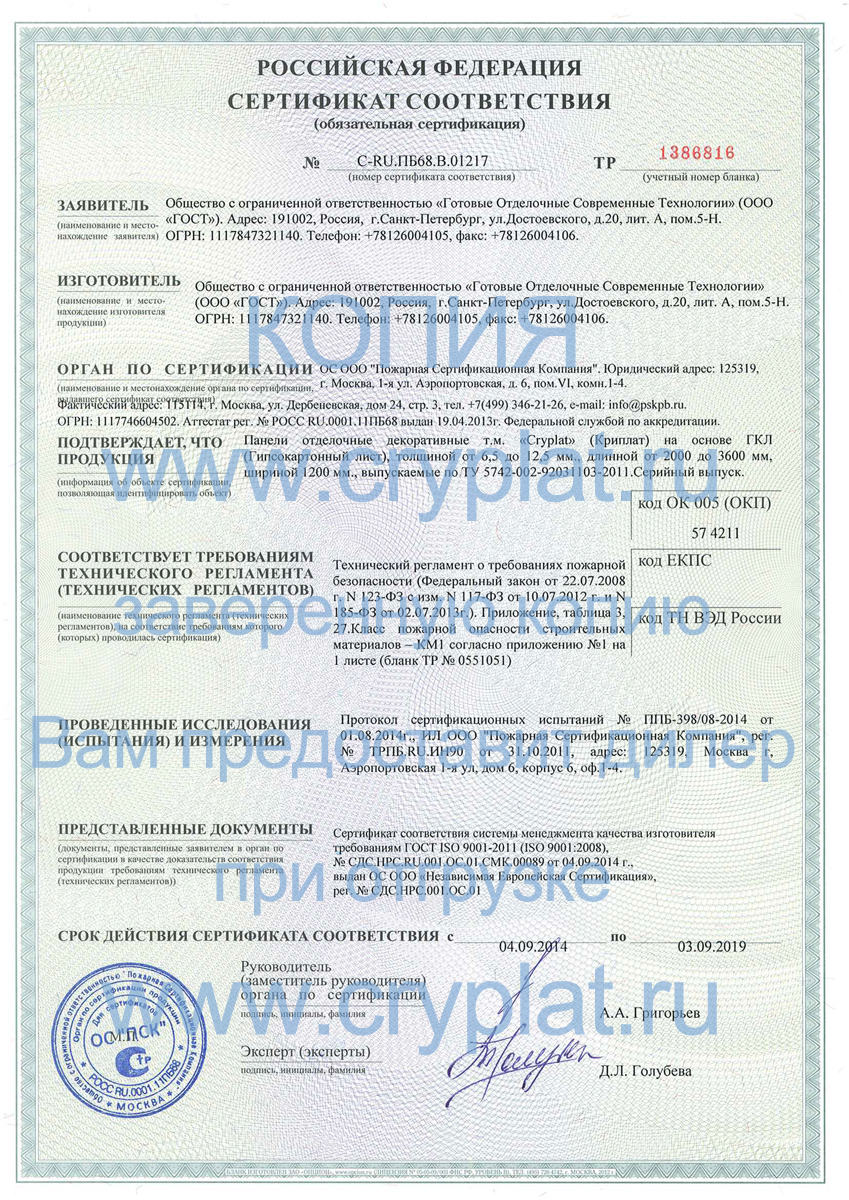 РОССИЙСКАЯ ФЕДЕРАЦИЯ
СЕРТИФИКАТ СООТВЕТСТВИЯ
(обязательная сертификация)
№ С-RU.ПБ68.В.01217
(номер сертификата соответствия)
ТР 1386816
(учетный номер бланка)
ЗАЯВИТЕЛЬ
(наименование и место-
нахождение заявителя)
Общество с ограниченной ответственностью «Готовые Отделочные Современные Технологии» (ООО
«ГОСТ»). Адрес: 191002, Россия, г.Санкт-Петербург, ул.Достоевского, д.20, лит. А, пом.5-Н.
ОГРН: 1117847321140. Телефон: +78126004105, факс: +78126004106.
ИЗГОТОВИТЕЛЬ
(наименование и место-
нахождение изготовителя
продукции)
Общество с ограниченной ответственностью «Готовые Отделочные Современные Технологии»
(ООО «ГОСТ»). Адрес: 191002, Россия, г.Санкт-Петербург, ул.Достоевского, д.20, лит. А, пом.5-Н.
ОГРН: 1117847321140. Телефон: +78126004105, факс: +78126004106.
КОПИЯ
ОРГАН ПО СЕРТИФИКАЦИИ
(наименование и местонахождение органа по сертификации,
выдавшего сертификат соответствия)
ОС ООО "Пожарная Сертификационная Компания". Юридический адрес: 125319,
г. Москва, 1-я ул. Аэропортовская, д. 6, пом.VI, комн.1-4.
Фактический адрес: 115114, г. Москва, ул. Дербеневская, дом 24, стр. 3, тел. +7(499) 346-21-26, e-mail: info@pskpb.ru.
ОГРН: 1117746604502. Аттестат рег. № РОСС RU.0001.11ПБ68 выдан 19.04.2013г. Федеральной службой по аккредитации.
ПОДТВЕРЖДАЕТ, ЧТО
ПРОДУКЦИЯ
(информация об объекте сертификации,
позволяющая идентифицировать объект)
Панели отделочные декоративные т.м. «Cryplat» (Криплат) на основе ГКЛ
(Гипсокартонный лист), толщиной от 6,5 до 12,5 мм., длинной от 2000 до 3600 мм,
шириной 1200 мм., выпускаемые по ТУ 5742-002-92031103-2011.Серийный выпуск.
www.cryplat.ru
код ОК 005 (ОКП)
57 4211
код ЕКПС
код ТН ВЭД России
СООТВЕТСТВУЕТ ТРЕБОВАНИЯМ
ТЕХНИЧЕСКОГО РЕГЛАМЕНТА
(ТЕХНИЧЕСКИХ РЕГЛАМЕНТОВ)
(наименование технического регламента (технических
регламентов), на соответствие требованиям которого
(которых) проводилась сертификация)
Технический регламент о требованиях пожарной
безопасности (Федеральный закон от 22.07.2008
г. N 123-ФЗ с изм. N 117-ФЗ от 10.07.2012 г. и N
185-ФЗ от 02.07.2013г.). Приложение, таблица 3,
27.Класс пожарной опасности строительных
материалов – КМ1 согласно приложению №1 на
1 листе (бланк ТР № 0551051)
заверенную копию
ПРОВЕДЕННЫЕ ИССЛЕДОВАНИЯ
(ИСПЫТАНИЯ) И ИЗМЕРЕНИЯ
Протокол сертификационных испытаний № ППБ-398/08-2014 от
01.08.2014г., ИЛ ООО "Пожарная Сертификационная Компания", рег.
№ ТРПБ.RU.ИН90 от 31.10.2011, адрес: 125319, Москва г,
Аэропортовская 1-я ул, дом 6, корпус 6, оф.1-4.
Вам предоставит дилер
ПРЕДСТАВЛЕННЫЕ ДОКУМЕНТЫ
(документы, представленные заявителем в орган по
сертификации в качестве доказательств соответствия
продукции требованиям технического регламента
(технических регламентов))
Сертификат соответствия системы менеджмента качества изготовителя
требованиям ГОСТ ISO 9001-2011 (ISO 9001:2008),
№ СДС.НРС.RU.001.ОС.01.СМК.00089 от 04.09.2014 г.,
выдан ОС ООО «Независимая Европейская Сертификация»,
рег. № СДС.НРС.001.ОС.01
при отгрузке
СРОК ДЕЙСТВИЯ СЕРТИФИКАТА СООТВЕТСТВИЯ с 04.09.2014 по 03.09.2019
Руководитель
(заместитель руководителя)
органа по сертификации
подпись, инициалы, фамилия
А.А. Григорьев
www.cryplat.ru
Эксперт (эксперты)
подпись, инициалы, фамилия
Д.Л. Голубева
Общество с ограниченной ответственностью "Пожарная Сертификационная Компания"
Орган по сертификации продукции
Для сертификатов
ОС "ПСК"
М.П.
РОСС RU.0001.11ПБ68
* МОСКВА *